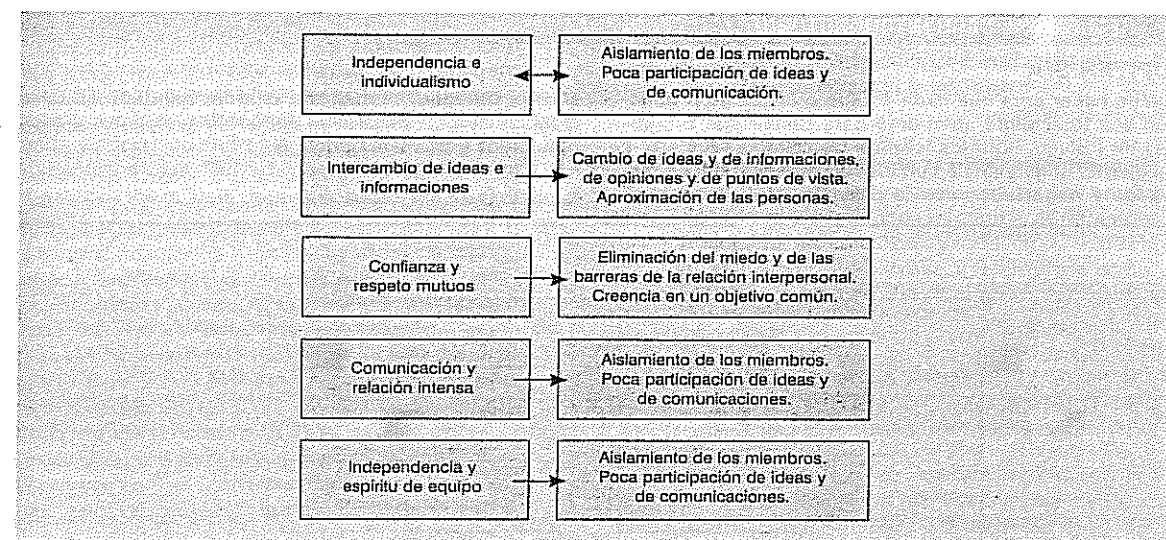 Independencia e
individualismo
Aislamiento de los miembros.
Poca participación de ideas y
de comunicación.
Intercambio de ideas e
informaciones
Cambio de ideas y de informaciones,
de opiniones y de puntos de vista.
Aproximación de las personas.
Confianza y
respeto mutuos
Eliminación del miedo y de las
barreras de la relación interpersonal.
Creencia en un objetivo común.
Comunicación y
relación intensa
Aislamiento de los miembros.
Poca participación de ideas y
de comunicaciones.
Independencia y
espíritu de equipo
Aislamiento de los miembros.
Poca participación de ideas y
de comunicaciones.